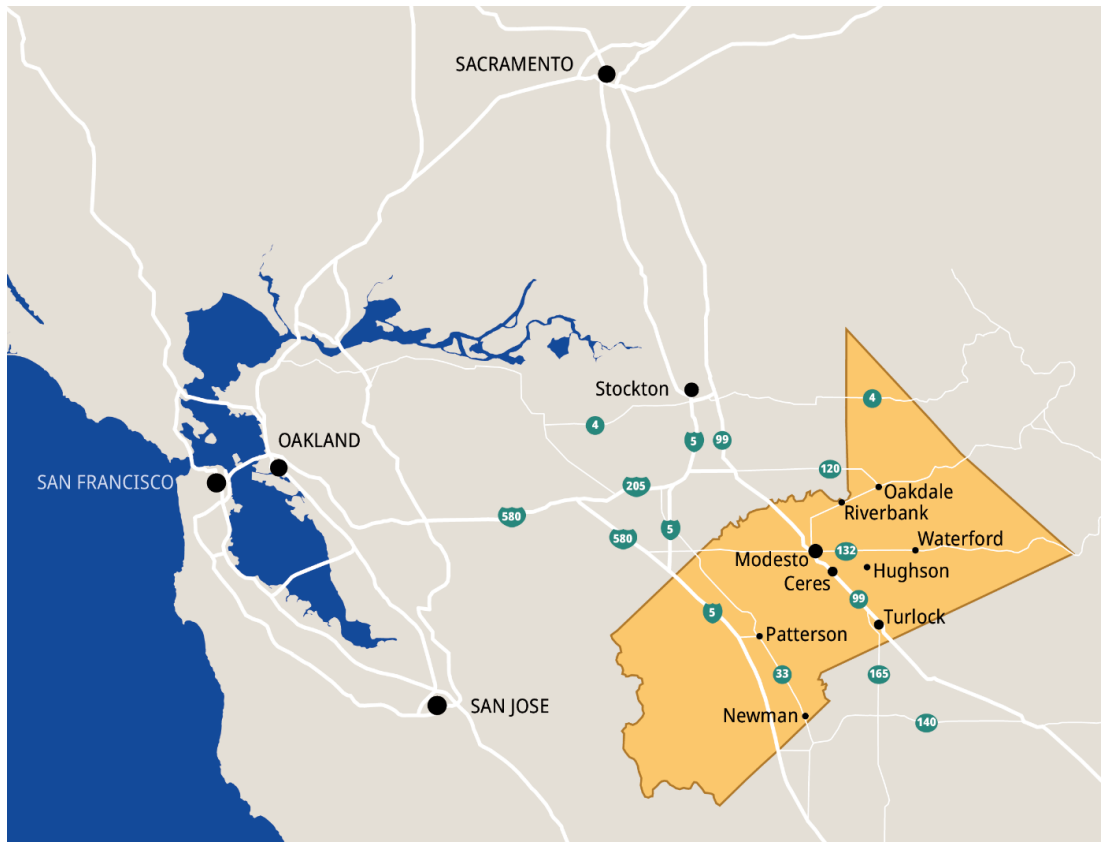 SACRAMENTO
Stockton
4
OAKLAND
4
5
99
SAN FRANCISCO
120
205
Oakdale
Riverbank
580
5
580
Waterford
Modesto
132
Hughson
Ceres
99
5
Turlock
Patterson
33
165
SAN JOSE
Newman
140